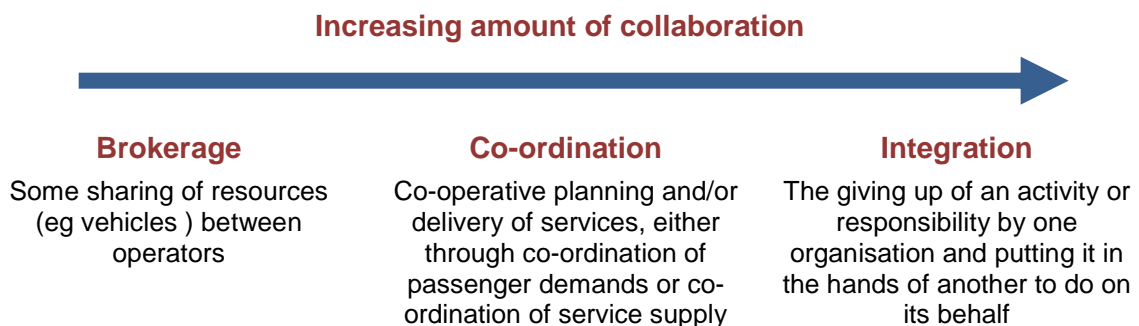 Increasing amount of collaboration
Brokerage
Some sharing of resources
(eg vehicles ) between
operators
Co-ordination
Co-operative planning and/or
delivery of services, either
through co-ordination of
passenger demands or co-
ordination of service supply
Integration
The giving up of an activity or
responsibility by one
organisation and putting it in
the hands of another to do on
its behalf